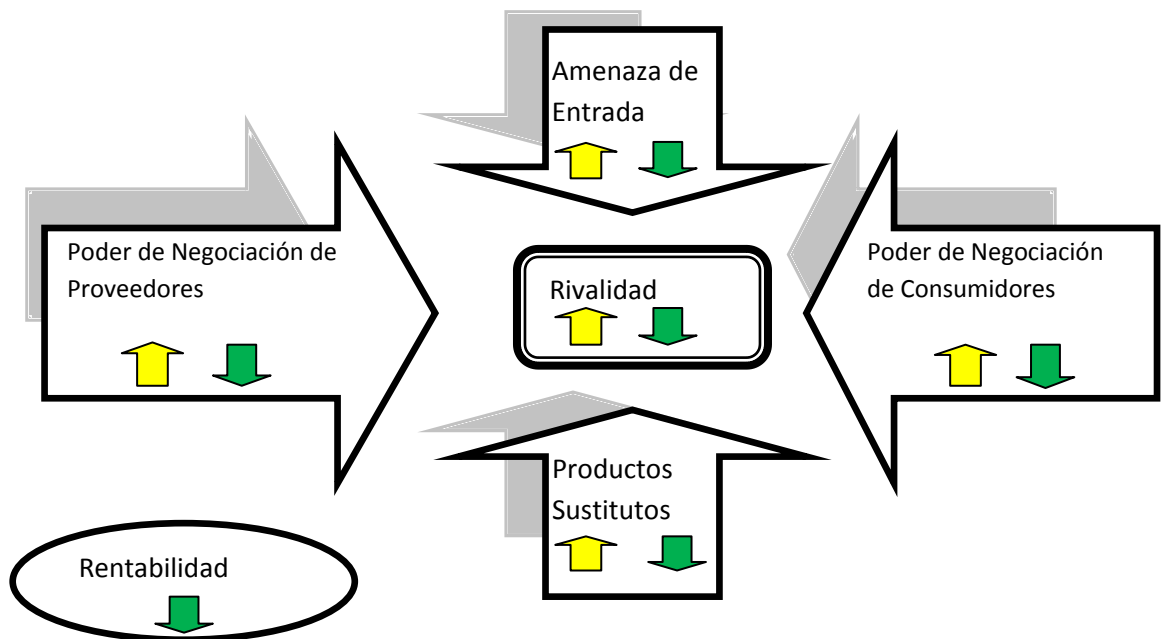 Amenaza de
Entrada
Poder de Negociación de
Proveedores
Rivalidad
Poder de Negociación
de Consumidores
Productos
Sustitutos
Rentabilidad